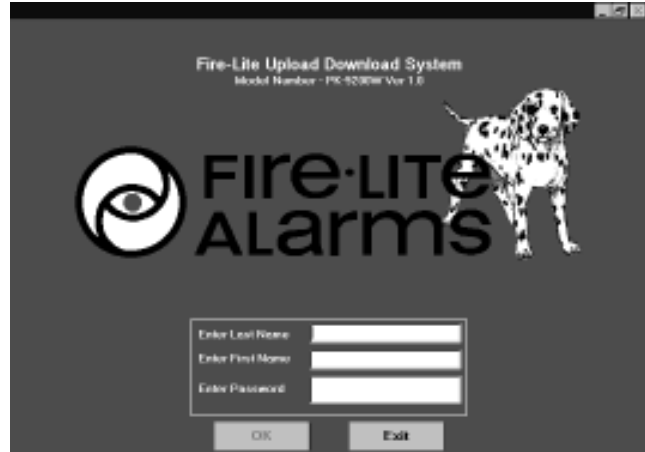 Fire-Lite Upload Download System
Model Number - PK-9200W Ver 1.0
FIRE·LITE
ALARMS
Enter Last Name
Enter First Name
Enter Password
OK
Exit